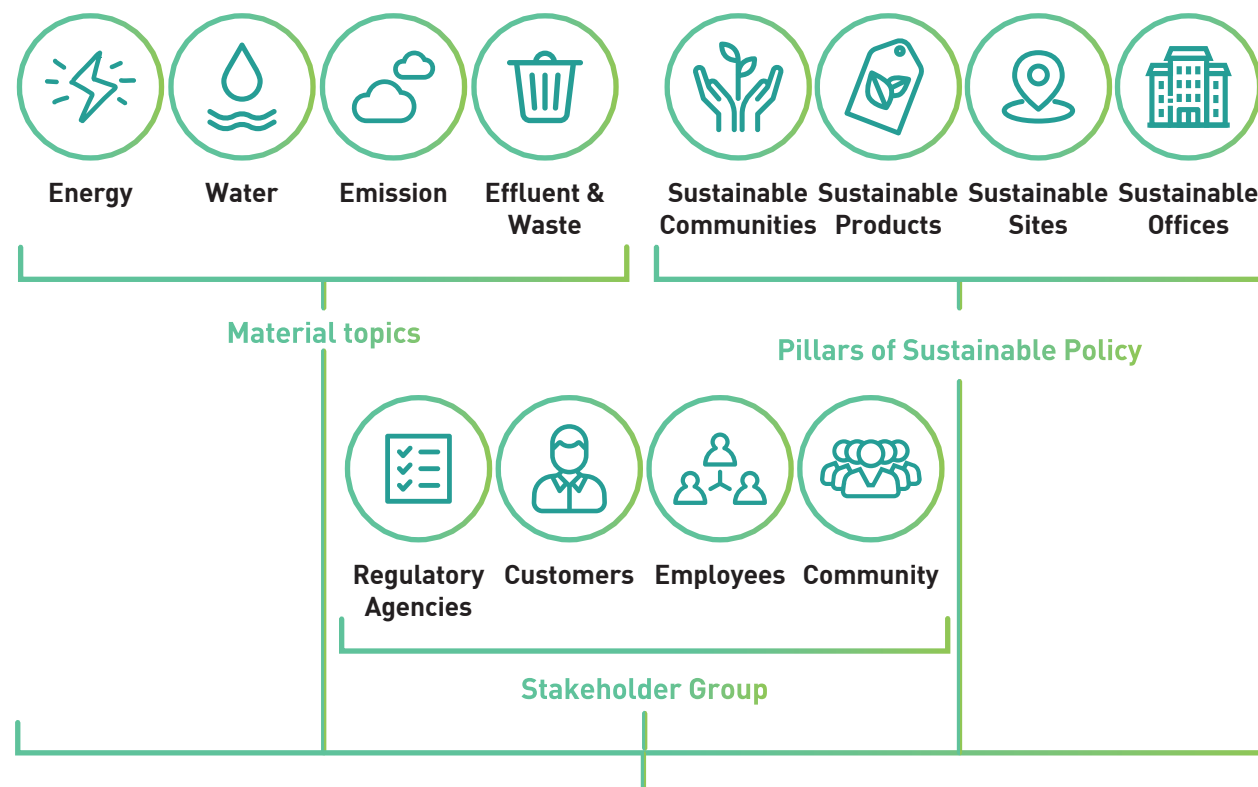 Energy
Water
Emission
Effluent &
Waste
Sustainable
Communities
Sustainable
Products
Sustainable
Sites
Sustainable
Offices
Material topics
Pillars of Sustainable Policy
Regulatory
Agencies
Customers
Employees
Community
Stakeholder Group